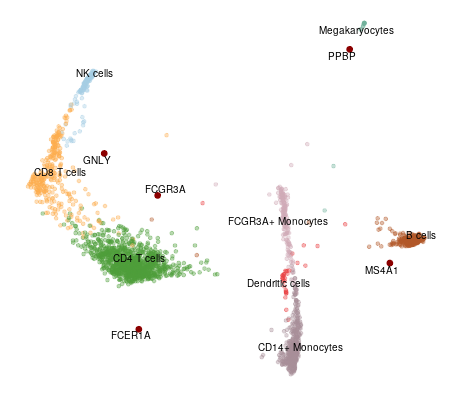 Megakaryocytes
PPBP
NK cells
GNLY
CD8 T cells
FCGR3A
FCGR3A+ Monocytes
B cells
CD4 T cells
MS4A1
Dendritic cells
FCER1A
CD14+ Monocytes